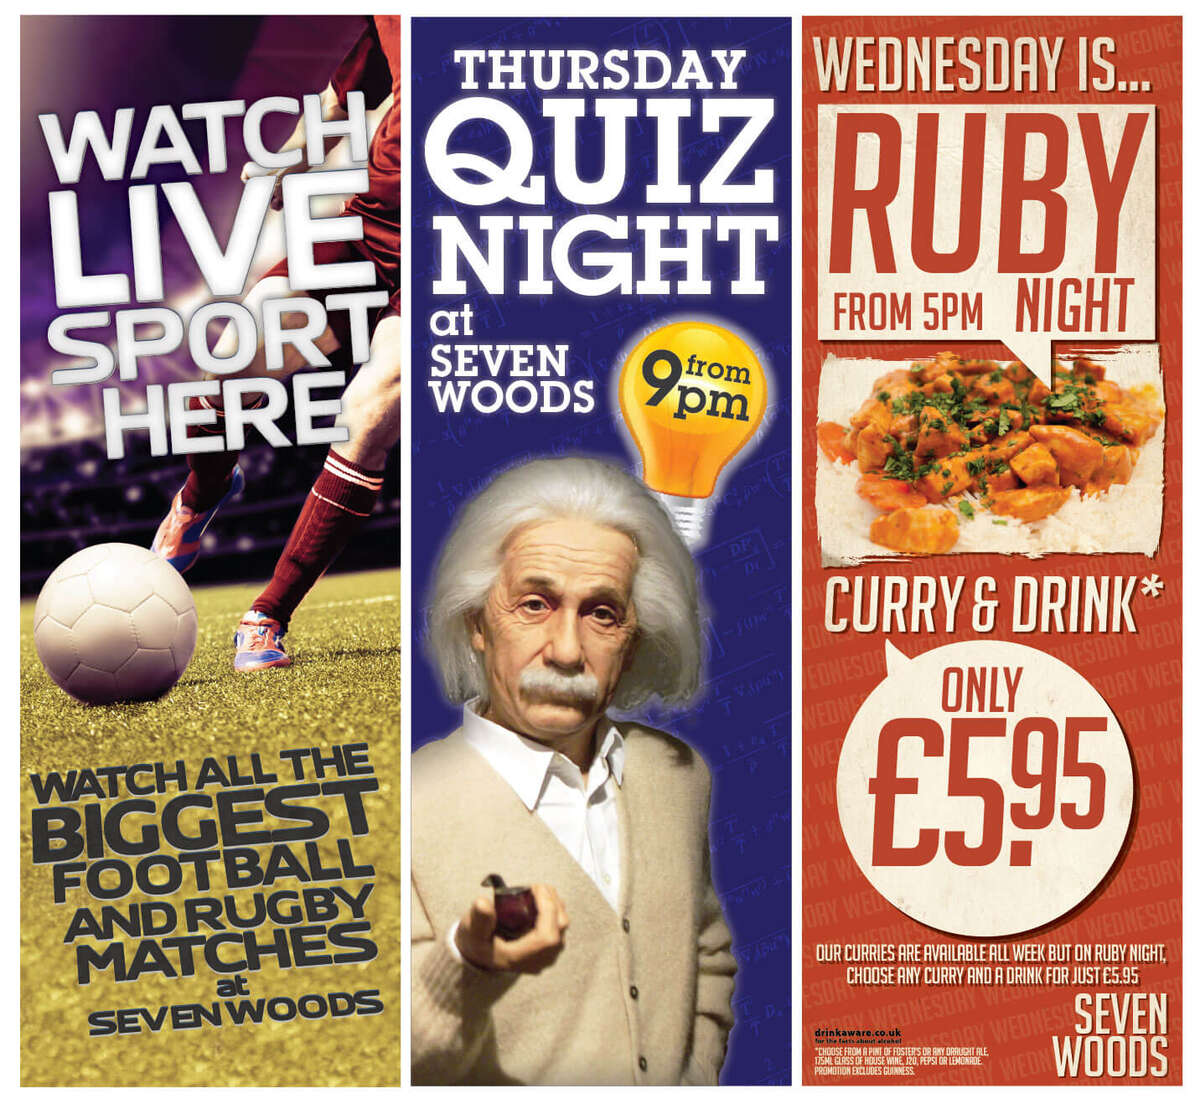 WATCH
LIVE
SPORT
HERE
WATCH ALL THE
BIGGEST
FOOTBALL
AND RUGBY
MATCHES
at
SEVEN WOODS
THURSDAY
QUIZ
NIGHT
at
SEVEN
WOODS
9 from
pm
WEDNESDAY IS...
RUBY
FROM 5PM NIGHT
CURRY & DRINK*
ONLY
£5.95
OUR CURRIES ARE AVAILABLE ALL WEEK BUT ON RUBY NIGHT,
CHOOSE ANY CURRY AND A DRINK FOR JUST £5.95
SEVEN
WOODS
drinkaware.co.uk
for the facts about alcohol
*CHOOSE FROM A PINT OF FOSTER'S OR ANY DRAUGHT ALE,
175ML GLASS OF HOUSE WINE, J2O, PEPSI OR LEMONADE.
PROMOTION EXCLUDES GUINNESS.